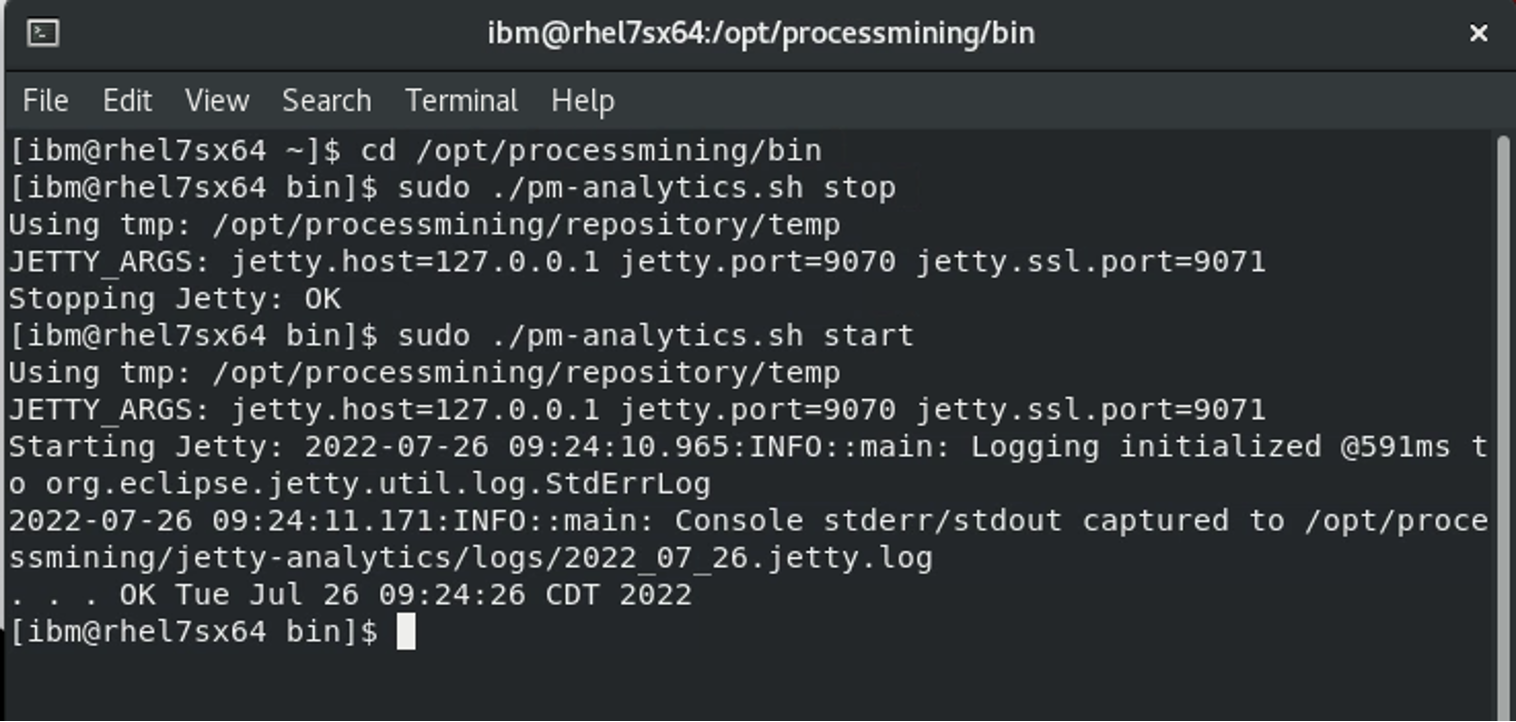 ibm@rhel7sx64:/opt/processmining/bin
File Edit View Search Terminal Help
[ibm@rhel7sx64 ~]$ cd /opt/processmining/bin
[ibm@rhel7sx64 bin]$ sudo ./pm-analytics.sh stop
Using tmp: /opt/processmining/repository/temp
JETTY_ARGS: jetty.host=127.0.0.1 jetty.port=9070 jetty.ssl.port=9071
Stopping Jetty: OK
[ibm@rhel7sx64 bin]$ sudo ./pm-analytics.sh start
Using tmp: /opt/processmining/repository/temp
JETTY_ARGS: jetty.host=127.0.0.1 jetty.port=9070 jetty.ssl.port=9071
Starting Jetty: 2022-07-26 09:24:10.965:INFO::main: Logging initialized @591ms t
o org.eclipse.jetty.util.log.StdErrLog
2022-07-26 09:24:11.171:INFO::main: Console stderr/stdout captured to /opt/proce
ssmining/jetty-analytics/logs/2022_07_26.jetty.log
. . . OK Tue Jul 26 09:24:26 CDT 2022
[ibm@rhel7sx64 bin]$